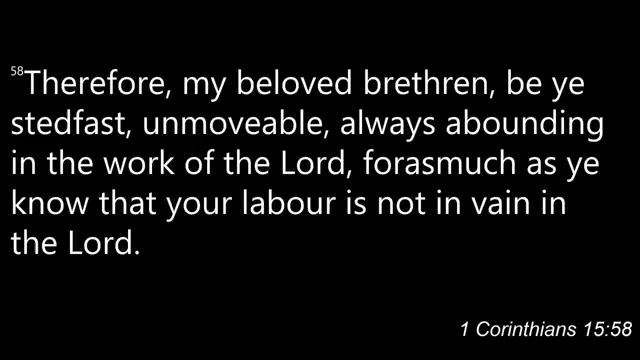 58Therefore, my beloved brethren, be ye
stedfast, unmoveable, always abounding
in the work of the Lord, forasmuch as ye
know that your labour is not in vain in
the Lord.
1 Corinthians 15:58